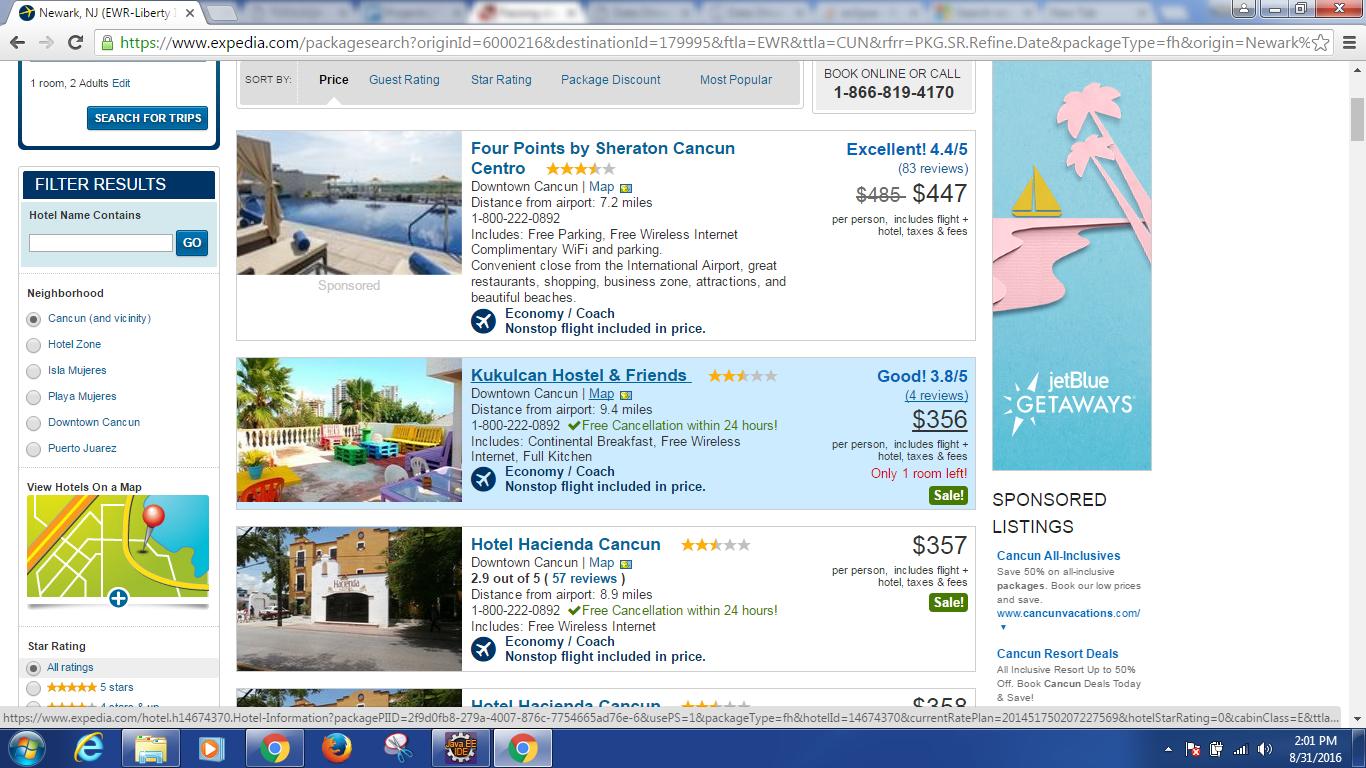 Newark, NJ (EWR-Liberty I
https://www.expedia.com/packagesearch?originId=6000216&destinationId=179995&ftla=EWR&ttla=CUN&rfrr=PKG.SR.Refine.Date&packageType=fh&origin=Newark%
1 room, 2 Adults Edit
SEARCH FOR TRIPS
FILTER RESULTS
Hotel Name Contains
GO
Neighborhood
Cancun (and vicinity)
Hotel Zone
Isla Mujeres
Playa Mujeres
Downtown Cancun
Puerto Juarez
View Hotels On a Map
Star Rating
All ratings
5 stars
4 stars & up
SORT BY: Price Guest Rating Star Rating Package Discount Most Popular
BOOK ONLINE OR CALL
1-866-819-4170
Four Points by Sheraton Cancun
Centro
Downtown Cancun | Map
Distance from airport: 7.2 miles
1-800-222-0892
Includes: Free Parking, Free Wireless Internet
Complimentary WiFi and parking.
Convenient close from the International Airport, great
restaurants, shopping, business zone, attractions, and
beautiful beaches.
Economy / Coach
Nonstop flight included in price.
Sponsored
Excellent! 4.4/5
(83 reviews)
$485 $447
per person, includes flight +
hotel, taxes & fees
Kukulcan Hostel & Friends
Downtown Cancun | Map
Distance from airport: 9.4 miles
1-800-222-0892 Free Cancellation within 24 hours!
Includes: Continental Breakfast, Free Wireless
Internet, Full Kitchen
Economy / Coach
Nonstop flight included in price.
Good! 3.8/5
(4 reviews)
$356
per person, includes flight +
hotel, taxes & fees
Only 1 room left!
Sale!
Hacienda
Hotel Hacienda Cancun
Downtown Cancun | Map
2.9 out of 5 ( 57 reviews )
Distance from airport: 8.9 miles
1-800-222-0892 Free Cancellation within 24 hours!
Includes: Free Wireless Internet
Economy / Coach
Nonstop flight included in price.
$357
per person, includes flight +
hotel, taxes & fees
Sale!
Hotel Hacienda Cancun
$358
jetBlue
GETAWAYS
SPONSORED
LISTINGS
Cancun All-Inclusives
Save 50% on all-inclusive
packages. Book our low prices
and save.
www.cancunvacations.com/
Cancun Resort Deals
All Inclusive Resort Up to 50%
Off. Book Cancun Deals Today
& Save!
https://www.expedia.com/hotel.h14674370.Hotel-Information?packagePIID=2f9d0fb8-279a-4007-876c-7754665ad76e-6&usePS=1&packageType=fh&hotelId=14674370&currentRatePlan=201451750207227569&hotelStarRating=0&cabinClass=E&ttla...
Java EE
IDE
2:01 PM
8/31/2016